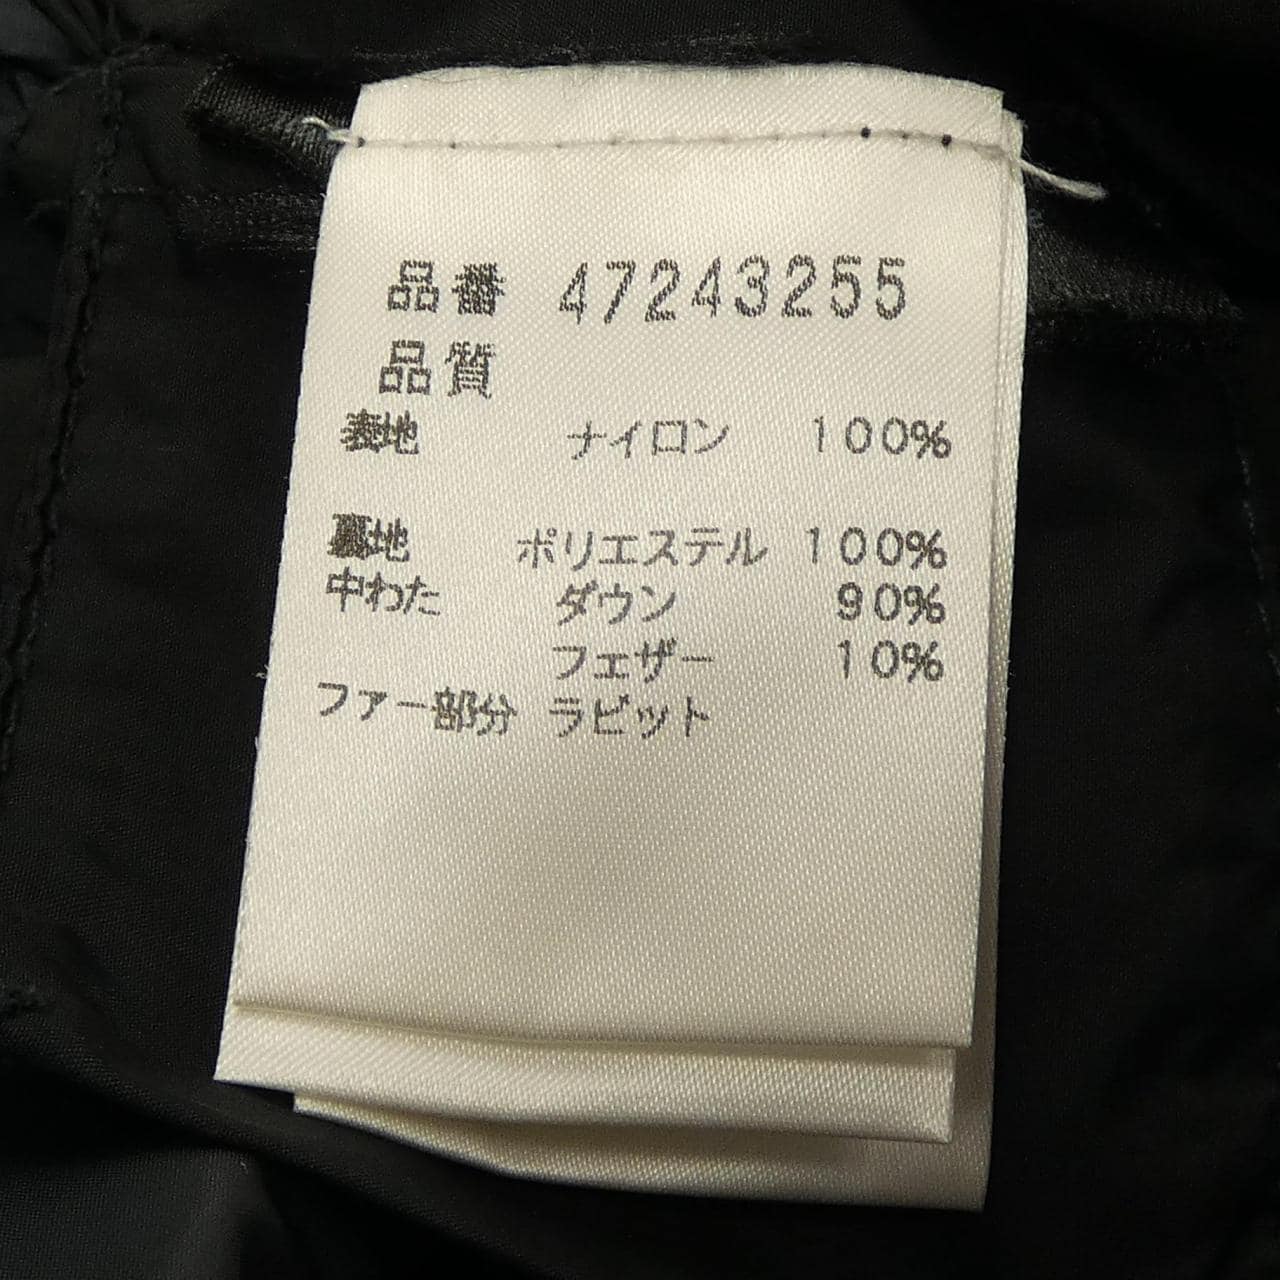 品番 47243255
品質
表地 ナイロン 100%
裏地 ポリエステル 100%
中わた ダウン 90%
フェザー 10%
ファー部分 ラビット